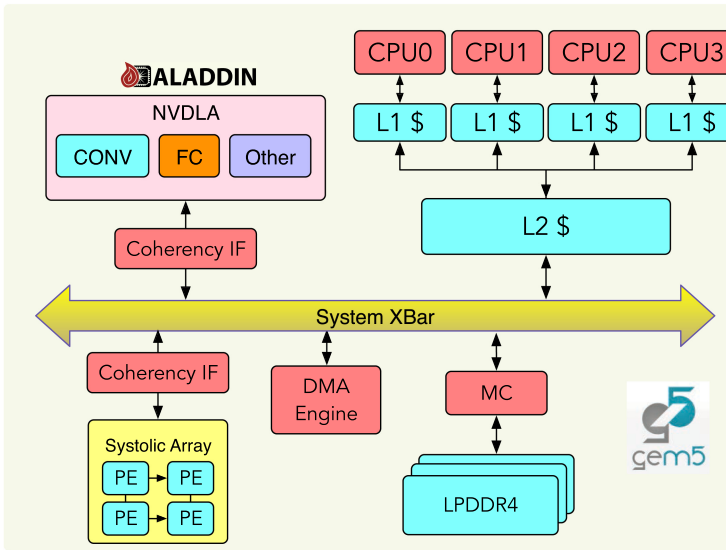 CPU0 CPU1 CPU2 CPU3
ALADDIN
NVDLA
L1 $ L1 $ L1 $ L1 $
CONV FC Other
L2 $
Coherency IF
System XBar
Coherency IF
DMA
Engine
MC
Systolic Array
PE PE
PE PE
LPDDR4
gem5